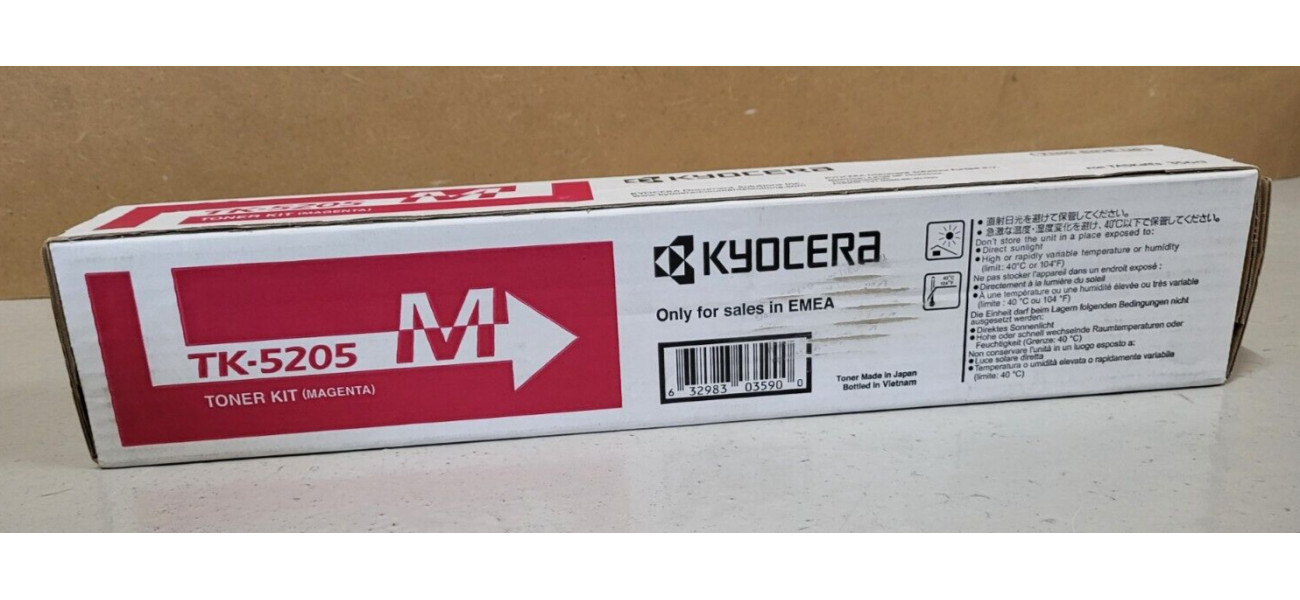 KYOCERA
TK-5205
M
TONER KIT (MAGENTA)
TK-5205
M
TONER KIT (MAGENTA)
KYOCERA
Only for sales in EMEA
6 32983 03590 0
Toner Made in Japan
Bottled in Vietnam
40°C
104°F
• 直射日光を避けて保管してください。
• 急激な温度・湿度変化を避け、40℃以下で保管してください。
Don't store the unit in a place exposed to:
• Direct sunlight
• High or rapidly variable temperature or humidity
(limit: 40°C or 104°F)
Ne pas stocker l'appareil dans un endroit exposé :
• Directement à la lumière du soleil
• À une température ou une humidité élevée ou très variable
(limite : 40 °C ou 104 °F)
Die Einheit darf beim Lagern folgenden Bedingungen nicht
ausgesetzt werden:
• Direktes Sonnenlicht
• Hohe oder schnell wechselnde Raumtemperaturen oder
Feuchtigkeit (Grenze: 40 °C)
Non conservare l'unità in un luogo esposto a:
• Luce solare diretta
• Temperatura o umidità elevata o rapidamente variabile
(limite: 40 °C)